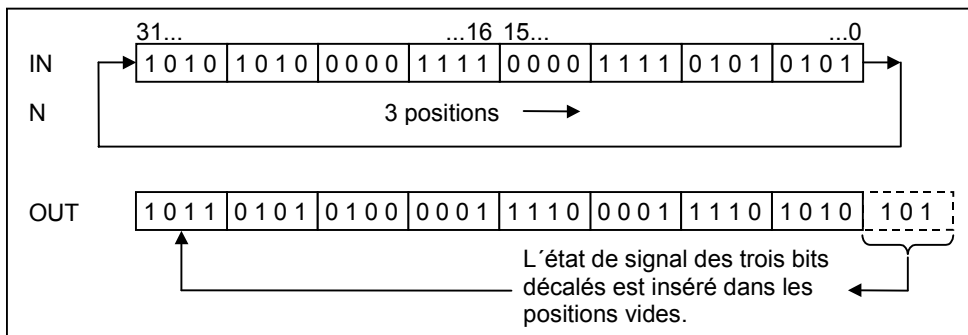 31... ...16 15... ...0
IN 1 0 1 0 1 0 1 0 0 0 0 0 1 1 1 1 0 0 0 0 1 1 1 1 0 1 0 1 0 1 0 1
N 3 positions
OUT 1 0 1 1 0 1 0 1 0 1 0 0 0 0 0 1 1 1 1 0 0 0 0 1 1 1 1 0 1 0 1 0 1 0 1
L´état de signal des trois bits
décalés est inséré dans les
positions vides.